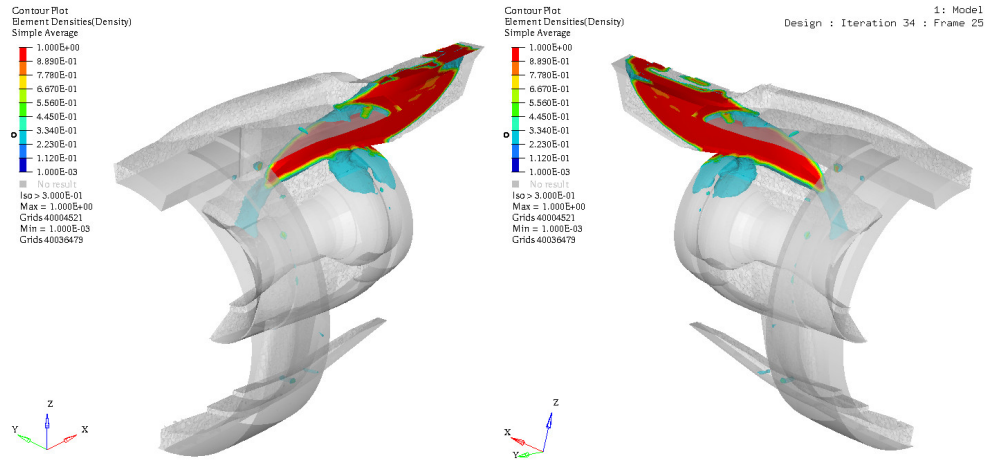 Contour Plot
Element Densities(Density)
Simple Average
1.000E+00
8.890E-01
7.780E-01
6.670E-01
5.560E-01
4.450E-01
3.340E-01
2.230E-01
1.120E-01
1.000E-03
No result
Iso > 3.000E-01
Max = 1.000E+00
Grids 40004521
Min = 1.000E-03
Grids 40036479
Z
Y
X
Contour Plot
Element Densities(Density)
Simple Average
1.000E+00
8.890E-01
7.780E-01
6.670E-01
5.560E-01
4.450E-01
3.340E-01
2.230E-01
1.120E-01
1.000E-03
No result
Iso > 3.000E-01
Max = 1.000E+00
Grids 40004521
Min = 1.000E-03
Grids 40036479
1: Model
Design : Iteration 34 : Frame 25
Z
X
Y